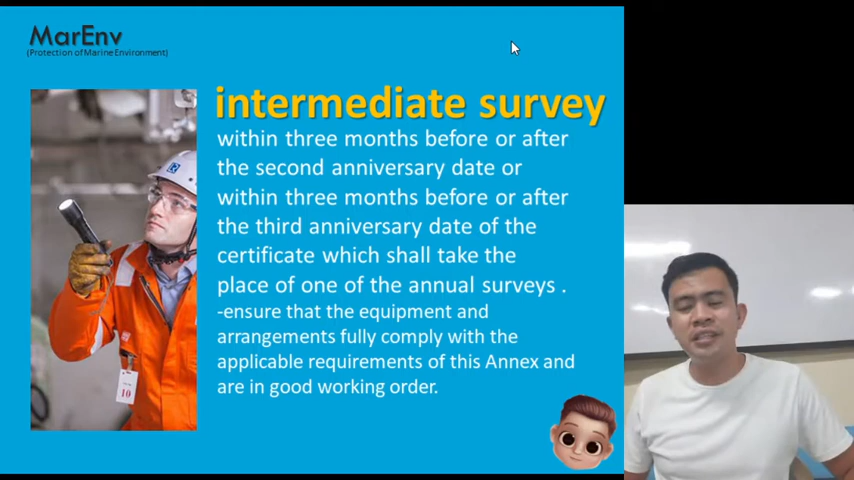 MarEnv
(Protection of Marine Environment)
intermediate survey
within three months before or after
the second anniversary date or
within three months before or after
the third anniversary date of the
certificate which shall take the
place of one of the annual surveys .
-ensure that the equipment and
arrangements fully comply with the
applicable requirements of this Annex and
are in good working order.
10